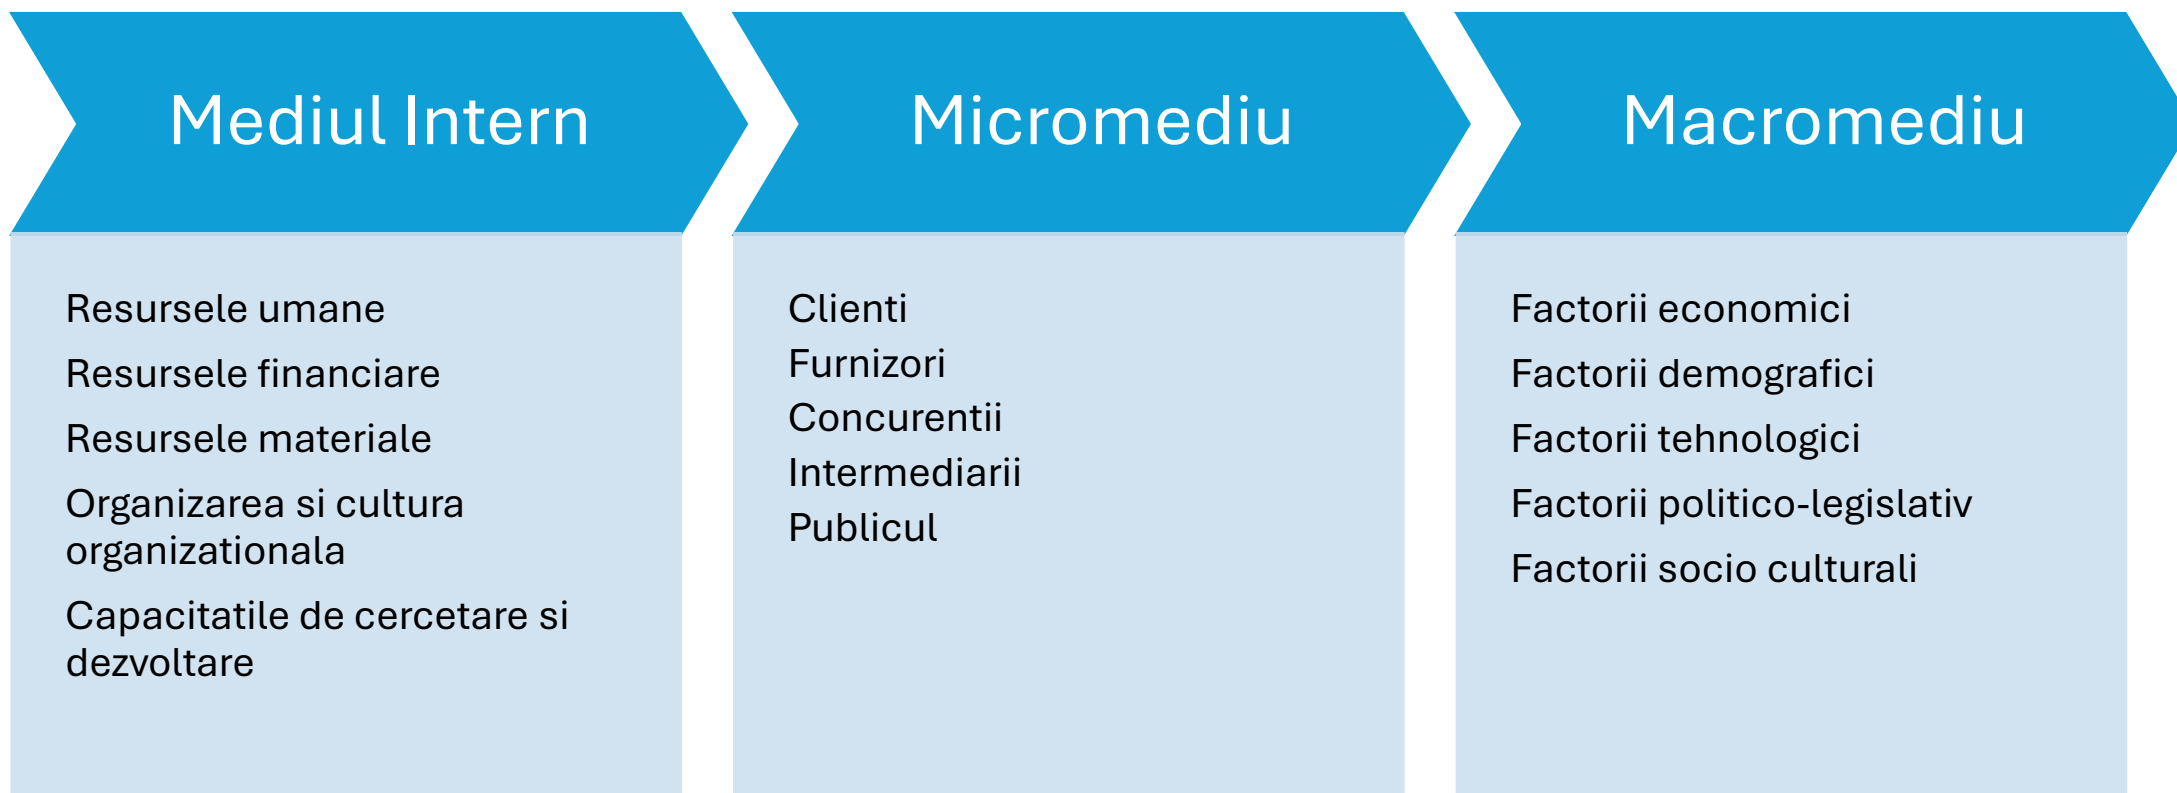 Mediul Intern
Resursele umane
Resursele financiare
Resursele materiale
Organizarea si cultura
organizationala
Capacitatile de cercetare si
dezvoltare
Micromediu
Clienti
Furnizori
Concurentii
Intermediarii
Publicul
Macromediu
Factorii economici
Factorii demografici
Factorii tehnologici
Factorii politico-legislativ
Factorii socio culturali